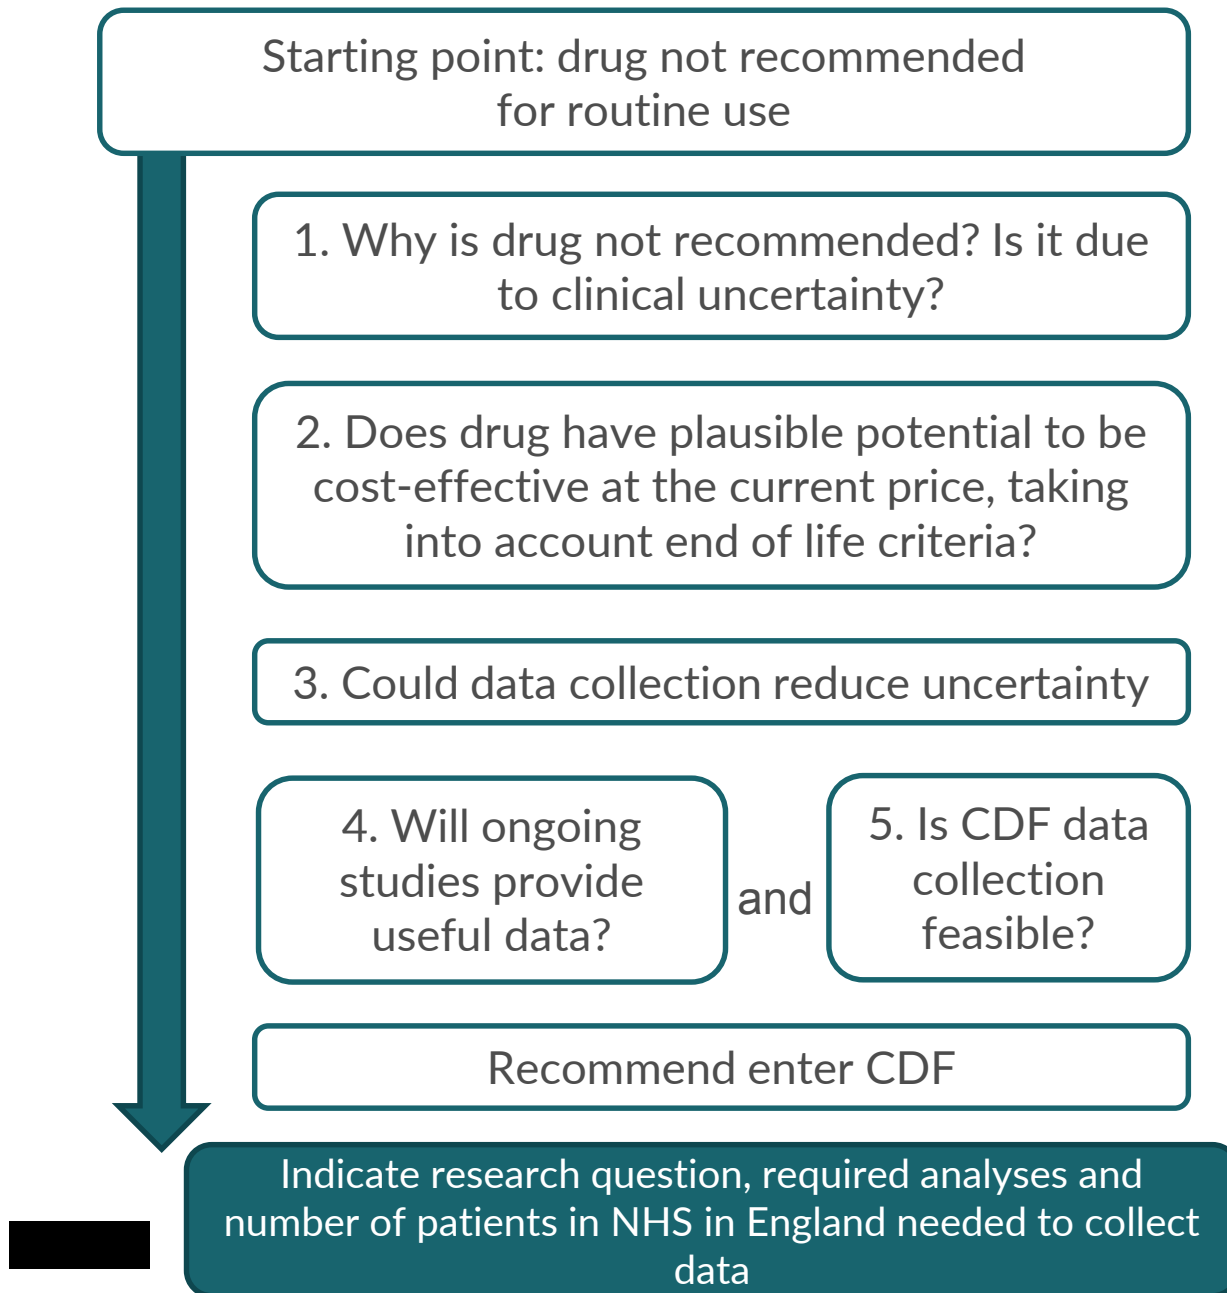 Starting point: drug not recommended
for routine use
1. Why is drug not recommended? Is it due
to clinical uncertainty?
2. Does drug have plausible potential to be
cost-effective at the current price, taking
into account end of life criteria?
3. Could data collection reduce uncertainty
4. Will ongoing
studies provide
useful data?
and
5. Is CDF data
collection
feasible?
Recommend enter CDF
Indicate research question, required analyses and
number of patients in NHS in England needed to collect
data